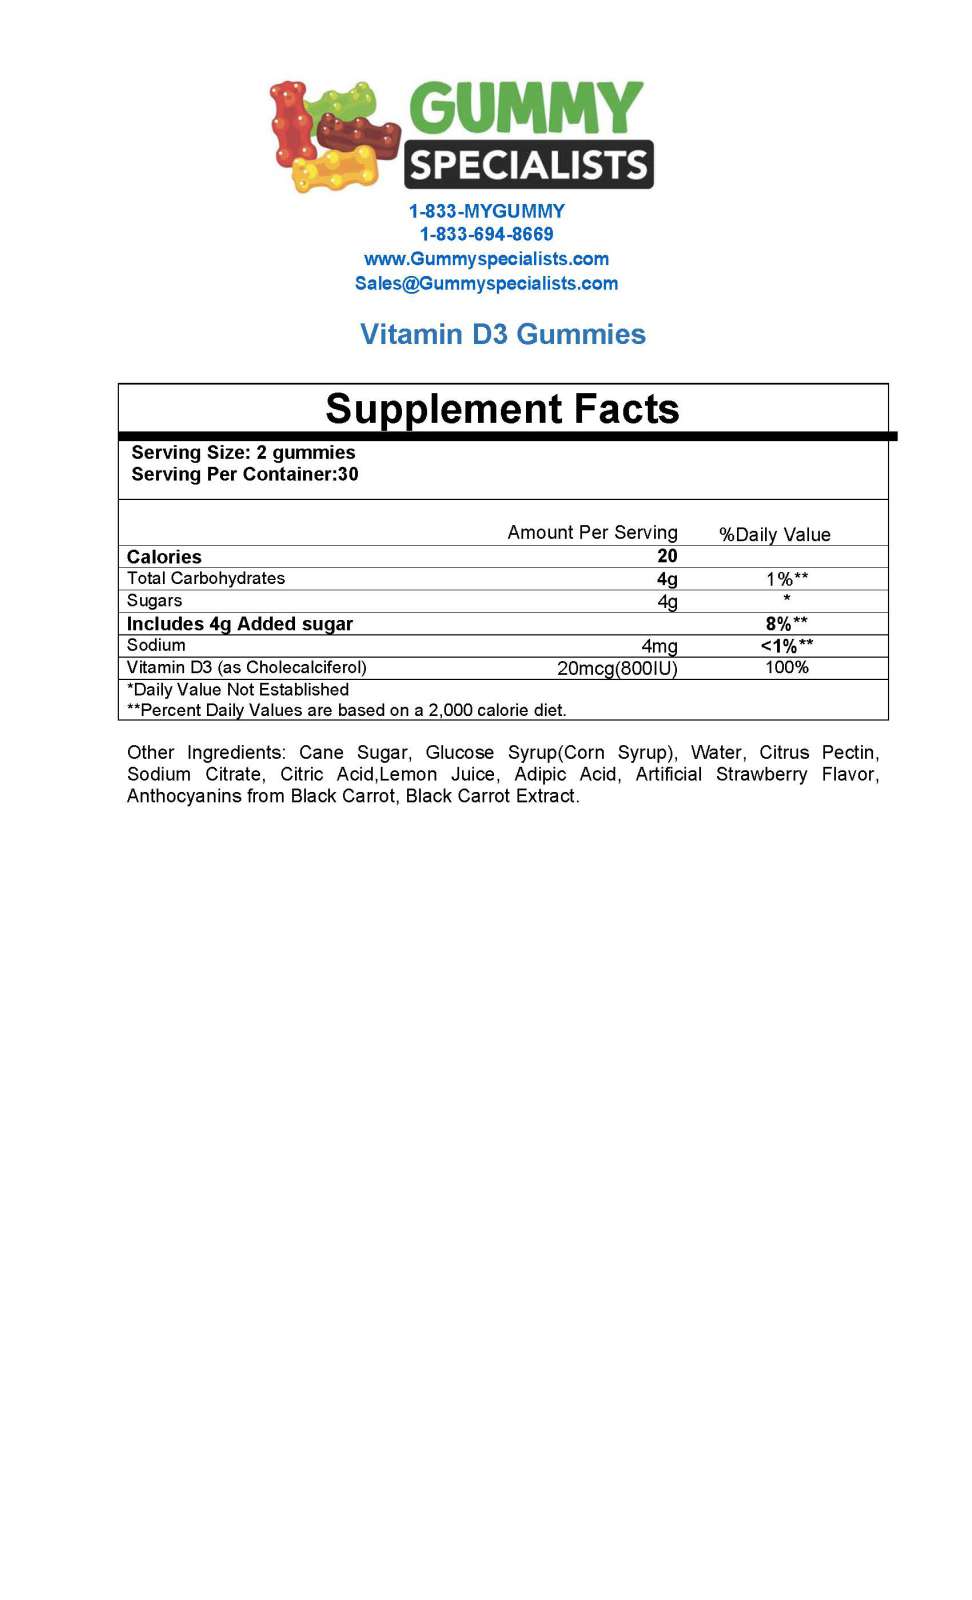 GUMMY
SPECIALISTS
1-833-MYGUMMY
1-833-694-8669
www.Gummyspecialists.com
Sales@Gummyspecialists.com
Vitamin D3 Gummies
Supplement Facts
Serving Size: 2 gummies
Serving Per Container:30
Amount Per Serving %Daily Value
Calories 20
Total Carbohydrates 4g 1%**
Sugars 4g *
Includes 4g Added sugar 8%**
Sodium 4mg <1%**
Vitamin D3 (as Cholecalciferol) 20mcg(800IU) 100%
*Daily Value Not Established
**Percent Daily Values are based on a 2,000 calorie diet.
Other Ingredients: Cane Sugar, Glucose Syrup(Corn Syrup), Water, Citrus Pectin,
Sodium Citrate, Citric Acid,Lemon Juice, Adipic Acid, Artificial Strawberry Flavor,
Anthocyanins from Black Carrot, Black Carrot Extract.